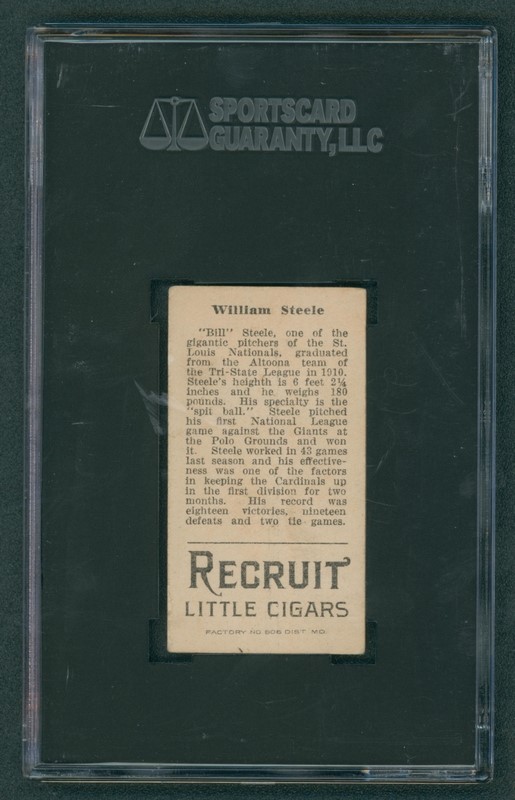 SPORTSCARD
GUARANTY, LLC
William Steele
"Bill" Steele, one of the
gigantic pitchers of the St.
Louis Nationals, graduated
from the Altoona team of
the Tri-State League in 1910.
Steele's heighth is 6 feet 2¼
inches and he weighs 180
pounds. His specialty is the
"spit ball." Steele pitched
his first National League
game against the Giants at
the Polo Grounds and won
it. Steele worked in 43 games
last season and his effective-
ness was one of the factors
in keeping the Cardinals up
in the first division for two
months. His record was
eighteen victories, nineteen
defeats and two tie games.
RECRUIT
LITTLE CIGARS
FACTORY NO 606 DIST. MO.